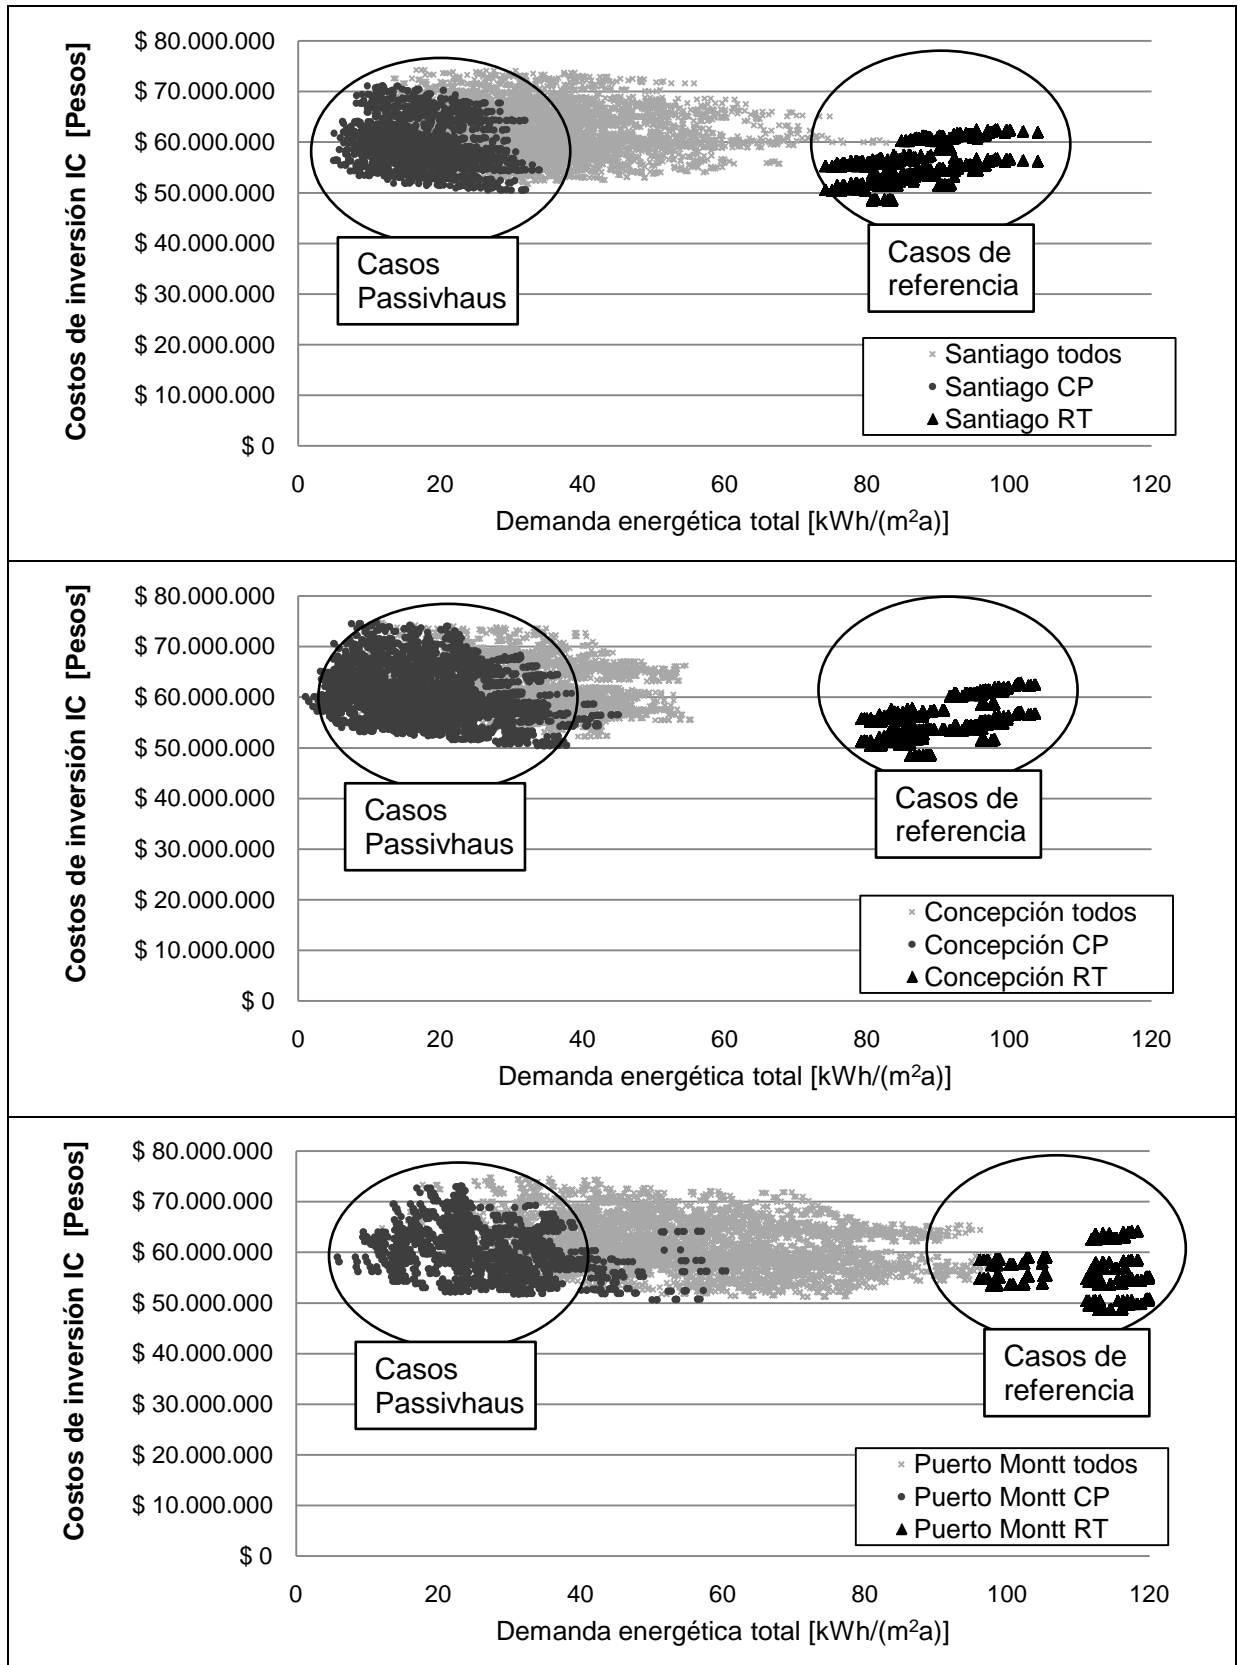 Costos de inversión IC [Pesos]
$ 80.000.000
$ 70.000.000
$ 60.000.000
$ 50.000.000
$ 40.000.000
$ 30.000.000
$ 20.000.000
$ 10.000.000
$ 0
Casos
Passivhaus
Casos de
referencia
Santiago todos
Santiago CP
Santiago RT
0 20 40 60 80 100 120
Demanda energética total [kWh/(m²a)]
Costos de inversión IC [Pesos]
$ 80.000.000
$ 70.000.000
$ 60.000.000
$ 50.000.000
$ 40.000.000
$ 30.000.000
$ 20.000.000
$ 10.000.000
$ 0
Casos
Passivhaus
Casos de
referencia
Concepción todos
Concepción CP
Concepción RT
0 20 40 60 80 100 120
Demanda energética total [kWh/(m²a)]
Costos de inversión IC [Pesos]
$ 80.000.000
$ 70.000.000
$ 60.000.000
$ 50.000.000
$ 40.000.000
$ 30.000.000
$ 20.000.000
$ 10.000.000
$ 0
Casos
Passivhaus
Casos de
referencia
Puerto Montt todos
Puerto Montt CP
Puerto Montt RT
0 20 40 60 80 100 120
Demanda energética total [kWh/(m²a)]